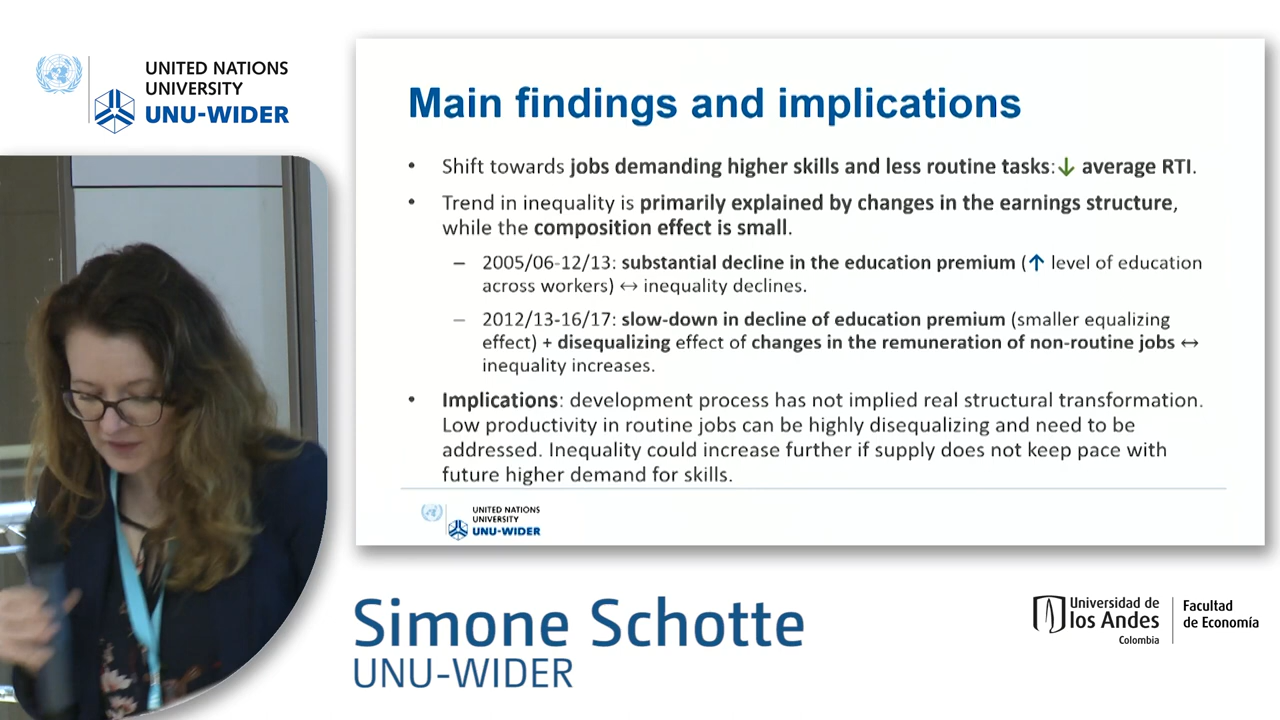 UNITED NATIONS
UNIVERSITY
UNU-WIDER
Main findings and implications
• Shift towards jobs demanding higher skills and less routine tasks:↓ average RTI.
• Trend in inequality is primarily explained by changes in the earnings structure,
while the composition effect is small.
– 2005/06-12/13: substantial decline in the education premium (↑ level of education
across workers) ↔ inequality declines.
– 2012/13-16/17: slow-down in decline of education premium (smaller equalizing
effect) + disequalizing effect of changes in the remuneration of non-routine jobs ↔
inequality increases.
• Implications: development process has not implied real structural transformation.
Low productivity in routine jobs can be highly disequalizing and need to be
addressed. Inequality could increase further if supply does not keep pace with
future higher demand for skills.
UNITED NATIONS
UNIVERSITY
UNU-WIDER
Simone Schotte
UNU-WIDER
Universidad de
los Andes
Colombia
Facultad
de Economía